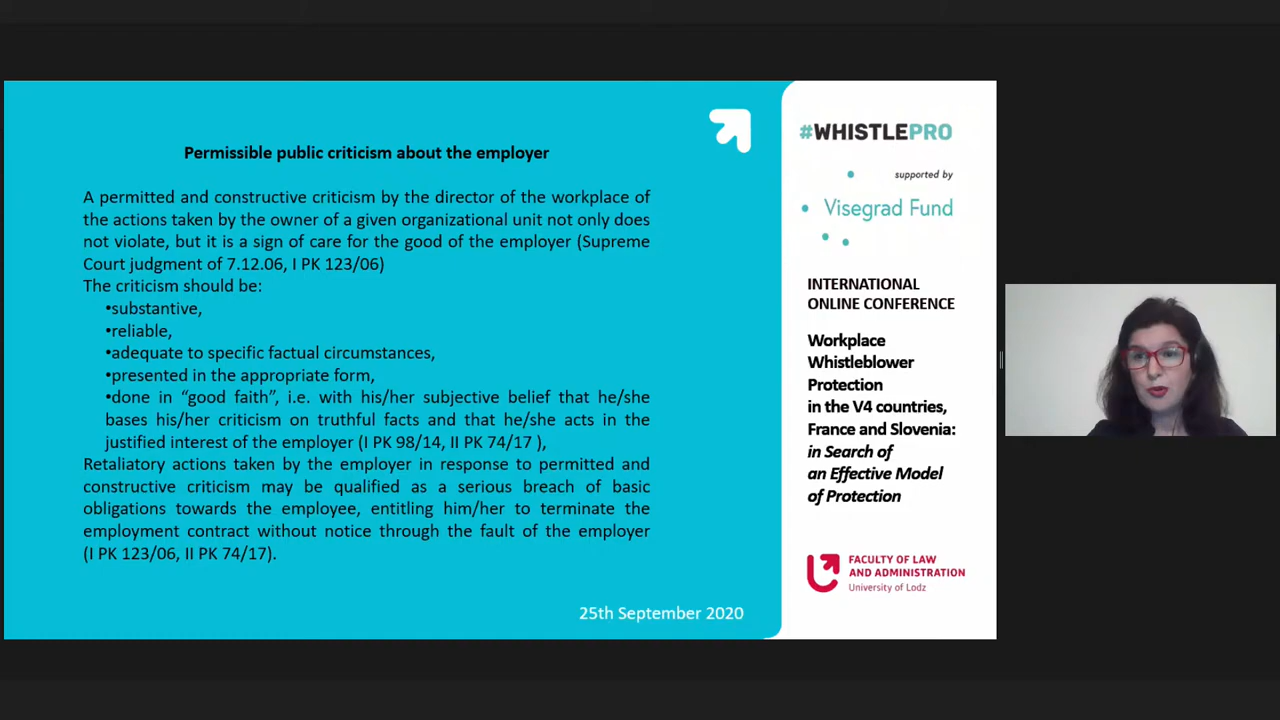 Permissible public criticism about the employer
A permitted and constructive criticism by the director of the workplace of
the actions taken by the owner of a given organizational unit not only does
not violate, but it is a sign of care for the good of the employer (Supreme
Court judgment of 7.12.06, I PK 123/06)
The criticism should be:
•substantive,
•reliable,
•adequate to specific factual circumstances,
•presented in the appropriate form,
•done in “good faith”, i.e. with his/her subjective belief that he/she
bases his/her criticism on truthful facts and that he/she acts in the
justified interest of the employer (I PK 98/14, II PK 74/17 ),
Retaliatory actions taken by the employer in response to permitted and
constructive criticism may be qualified as a serious breach of basic
obligations towards the employee, entitling him/her to terminate the
employment contract without notice through the fault of the employer
(I PK 123/06, II PK 74/17).
25th September 2020
#WHISTLEPRO
supported by
Visegrad Fund
INTERNATIONAL
ONLINE CONFERENCE
Workplace
Whistleblower
Protection
in the V4 countries,
France and Slovenia:
in Search of
an Effective Model
of Protection
FACULTY OF LAW
AND ADMINISTRATION
University of Lodz